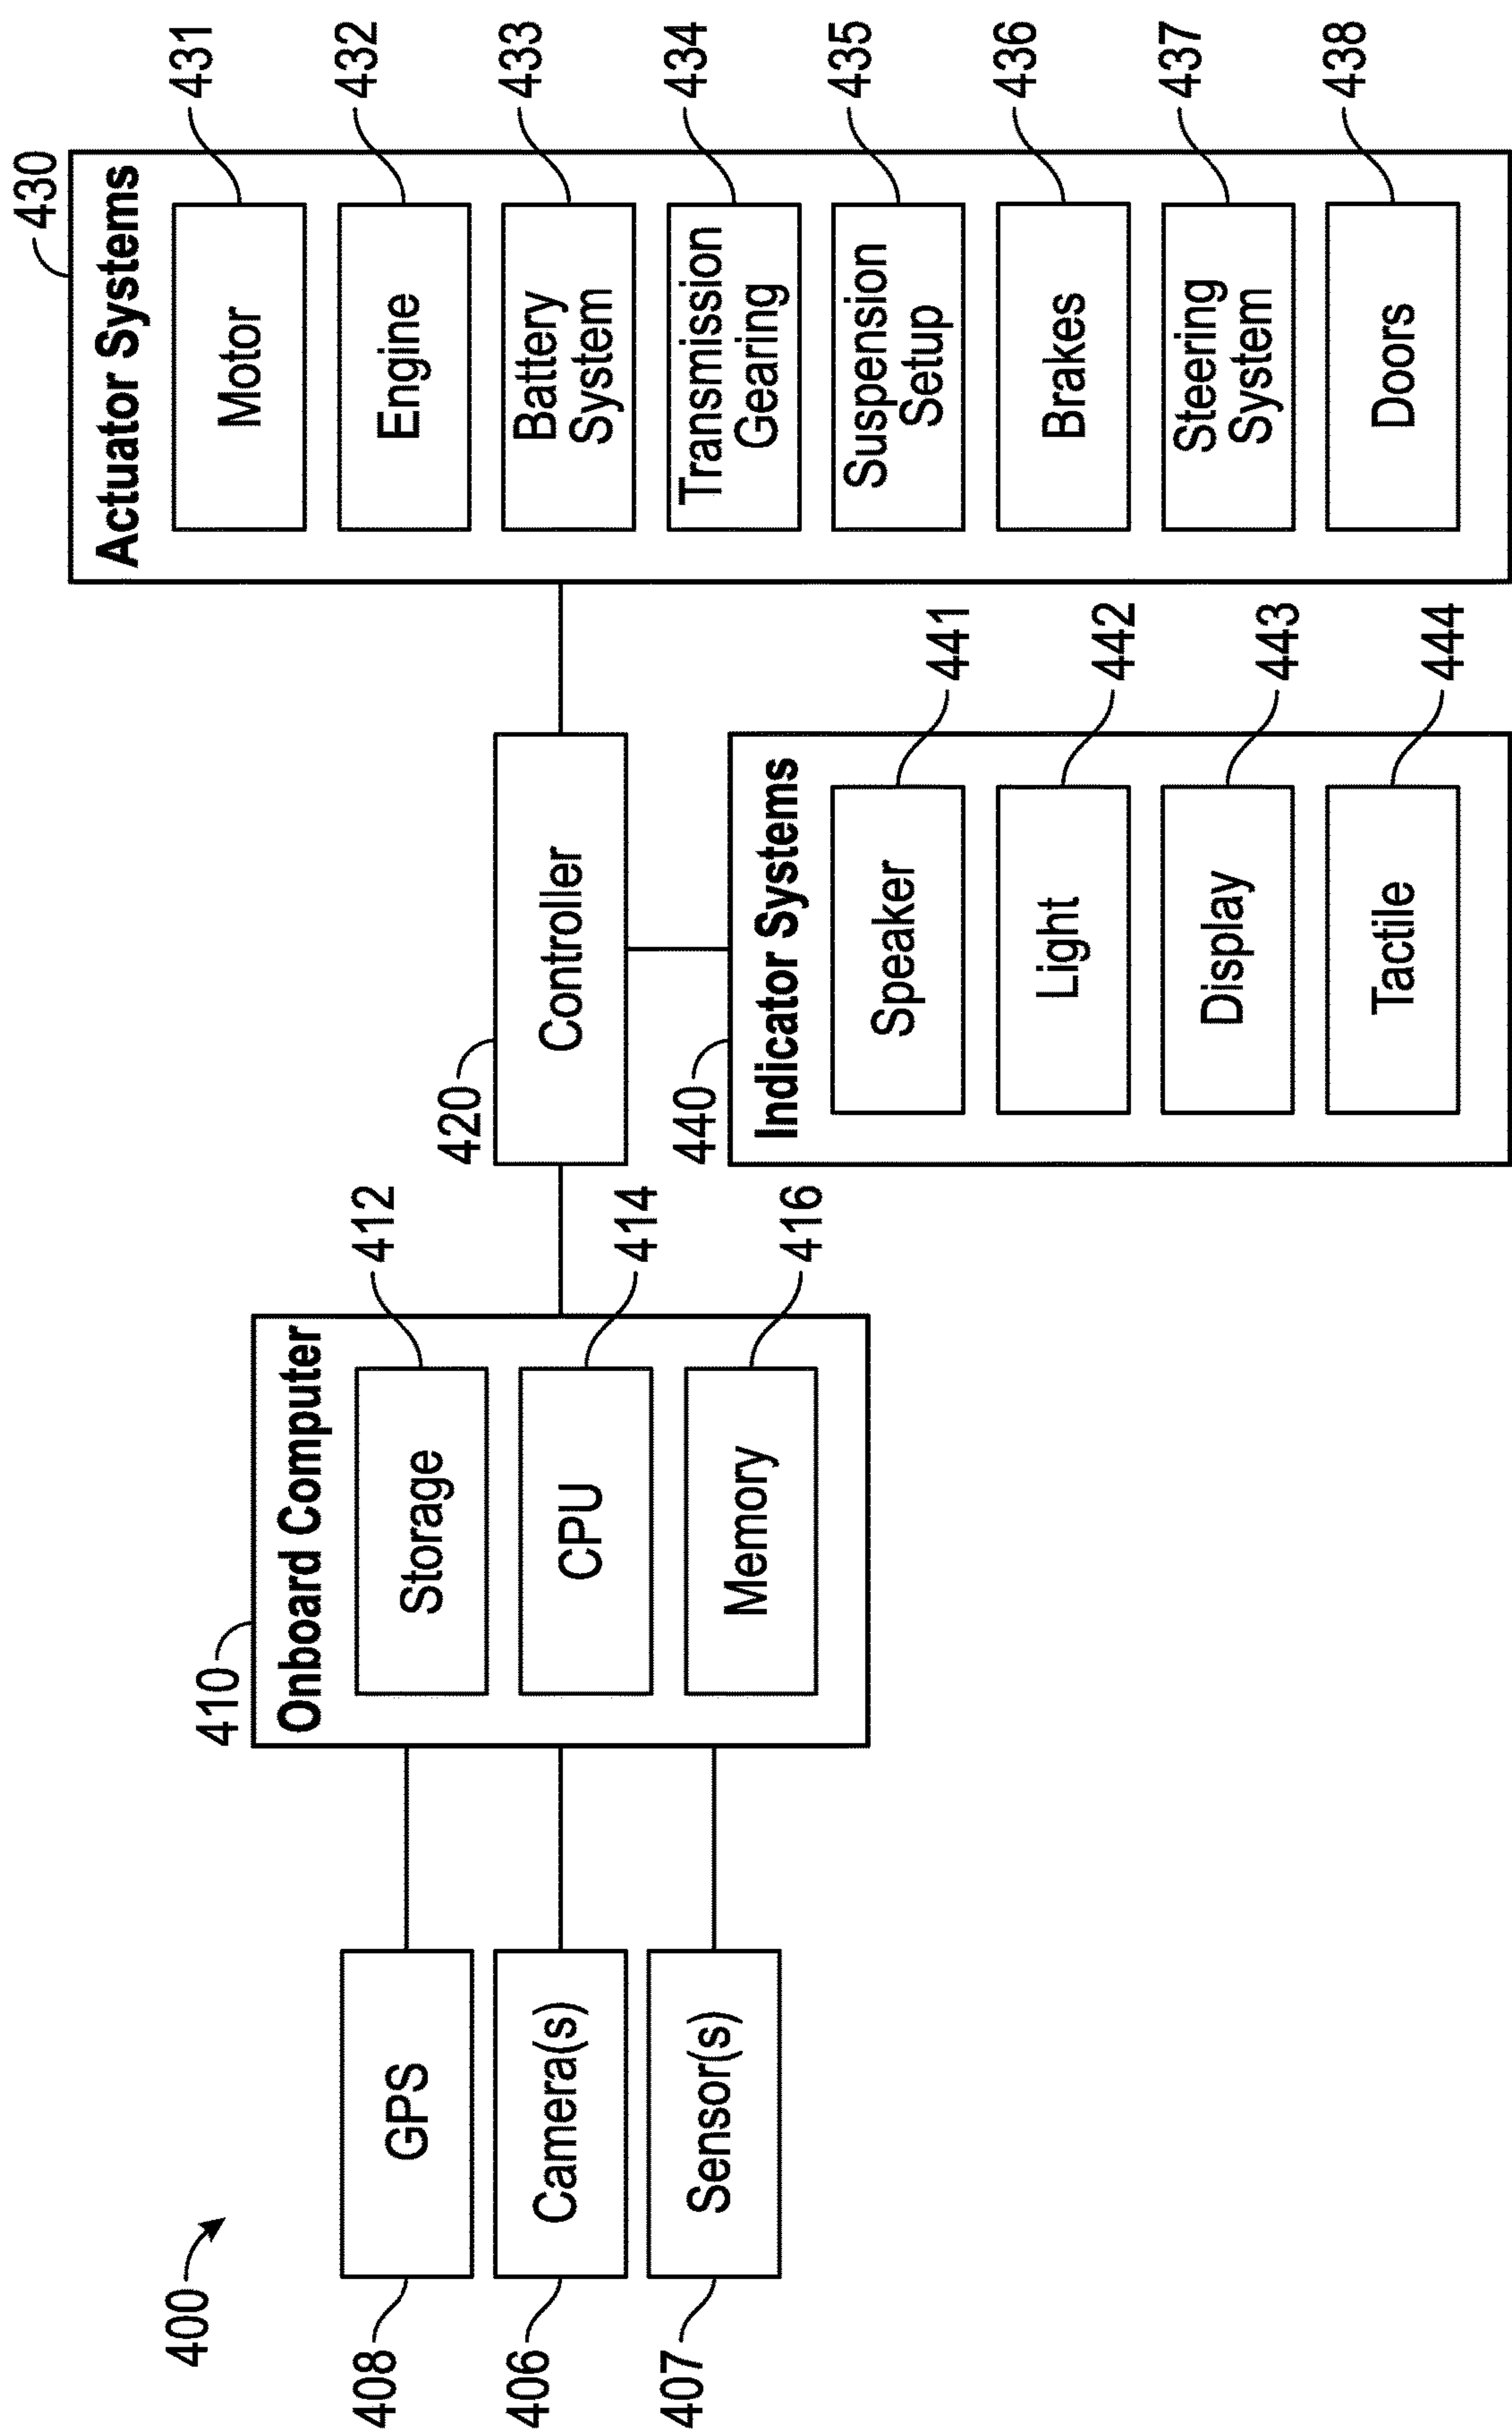 400
408
GPS
406
Camera(s)
407
Sensor(s)
410
Onboard Computer
Storage
412
CPU
414
Memory
416
420
Controller
440
Indicator Systems
Speaker
441
Light
442
Display
443
Tactile
444
430
Actuator Systems
Motor
431
Engine
432
Battery
System
433
Transmission
Gearing
434
Suspension
Setup
435
Brakes
436
Steering
System
437
Doors
438